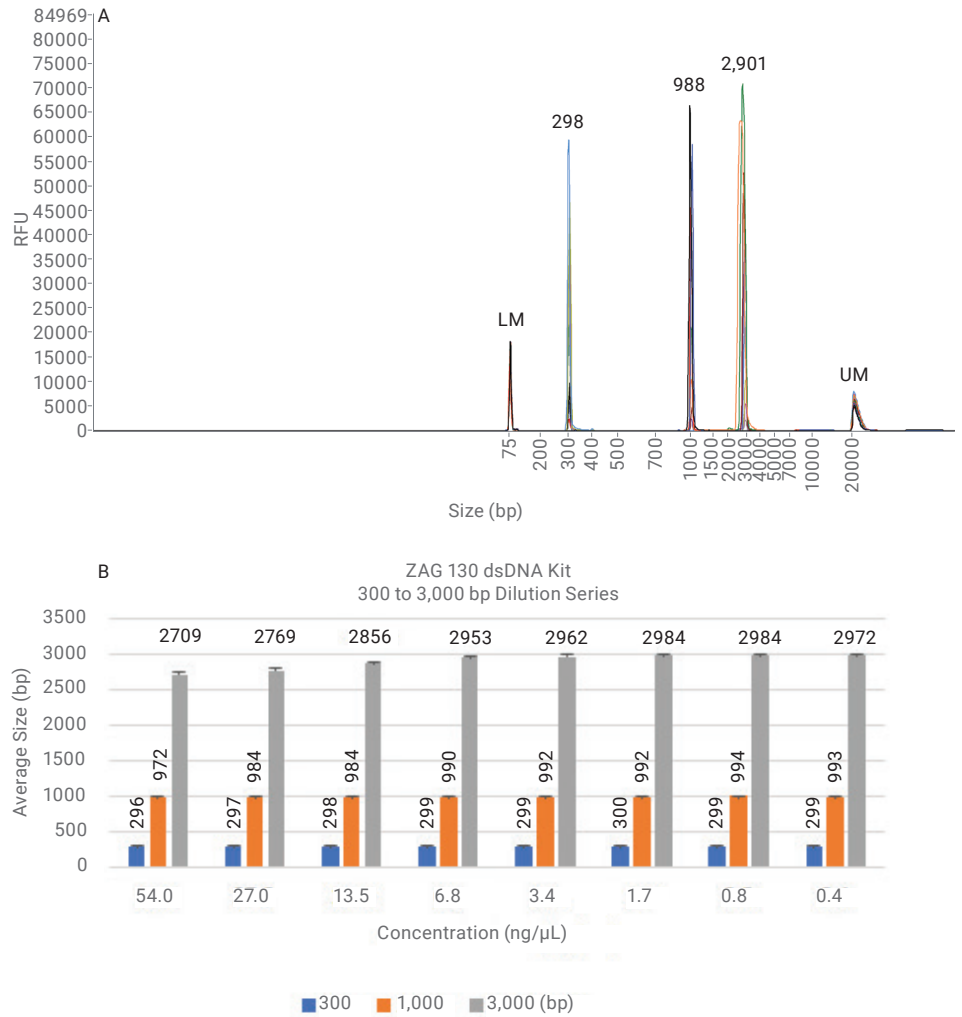 A
84969
80000
75000
70000
65000
60000
55000
50000
45000
40000
35000
30000
25000
20000
15000
10000
5000
0
RFU
LM
298
988
2,901
UM
75
200
300
400
500
700
1000
1500
2000
3000
4000
5000
7000
10000
20000
Size (bp)
B
ZAG 130 dsDNA Kit
300 to 3,000 bp Dilution Series
3500
3000
2500
2000
1500
1000
500
0
Average Size (bp)
2709 2769 2856 2953 2962 2984 2984 2972
972 984 984 990 992 992 994 993
296 297 298 299 299 300 299 299
54.0 27.0 13.5 6.8 3.4 1.7 0.8 0.4
Concentration (ng/µL)
300 1,000 3,000 (bp)